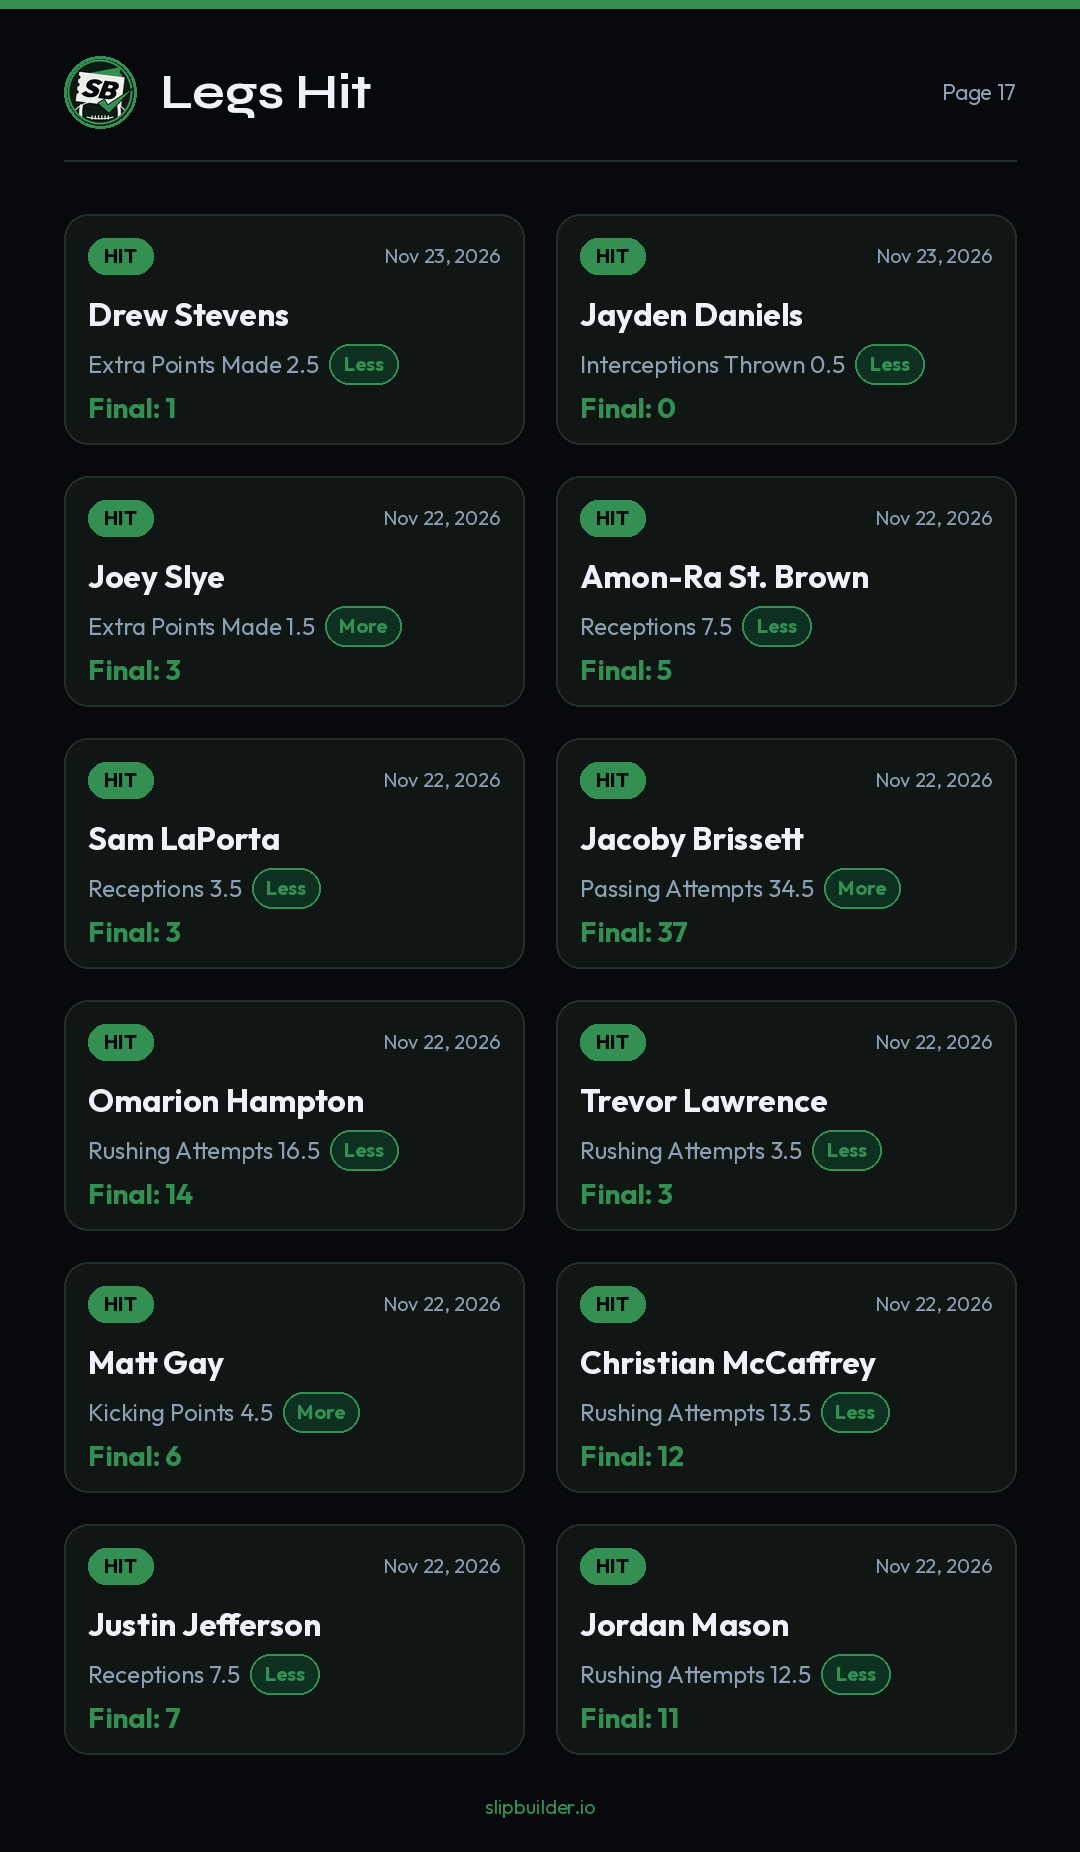 SB
Legs Hit
Page 17
HIT
Nov 23, 2026
Drew Stevens
Extra Points Made 2.5 Less
Final: 1
HIT
Nov 23, 2026
Jayden Daniels
Interceptions Thrown 0.5 Less
Final: 0
HIT
Nov 22, 2026
Joey Slye
Extra Points Made 1.5 More
Final: 3
HIT
Nov 22, 2026
Amon-Ra St. Brown
Receptions 7.5 Less
Final: 5
HIT
Nov 22, 2026
Sam LaPorta
Receptions 3.5 Less
Final: 3
HIT
Nov 22, 2026
Jacoby Brissett
Passing Attempts 34.5 More
Final: 37
HIT
Nov 22, 2026
Omarion Hampton
Rushing Attempts 16.5 Less
Final: 14
HIT
Nov 22, 2026
Trevor Lawrence
Rushing Attempts 3.5 Less
Final: 3
HIT
Nov 22, 2026
Matt Gay
Kicking Points 4.5 More
Final: 6
HIT
Nov 22, 2026
Christian McCaffrey
Rushing Attempts 13.5 Less
Final: 12
HIT
Nov 22, 2026
Justin Jefferson
Receptions 7.5 Less
Final: 7
HIT
Nov 22, 2026
Jordan Mason
Rushing Attempts 12.5 Less
Final: 11
slipbuilder.io